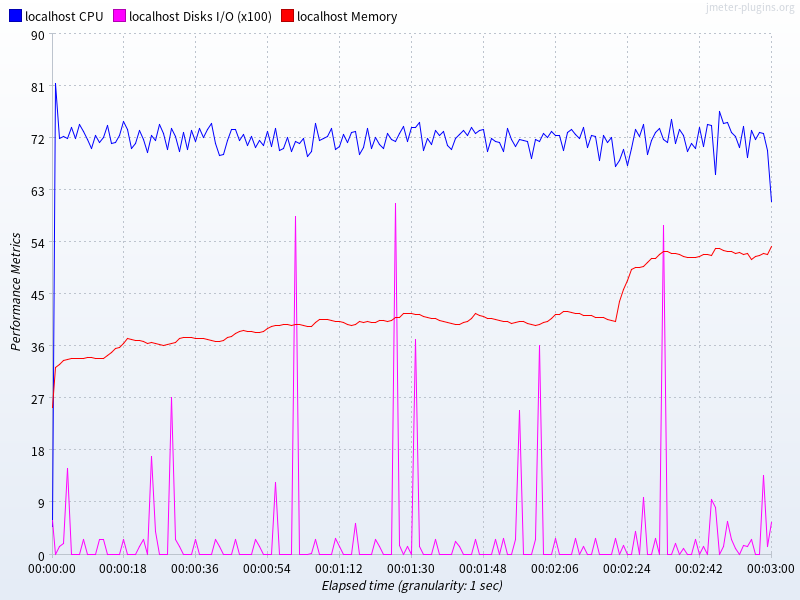 jmeter-plugins.org
localhost CPU localhost Disks I/O (x100) localhost Memory
90
81
72
63
54
45
36
27
18
9
0
Performance Metrics
00:00:00 00:00:18 00:00:36 00:00:54 00:01:12 00:01:30 00:01:48 00:02:06 00:02:24 00:02:42 00:03:00
Elapsed time (granularity: 1 sec)